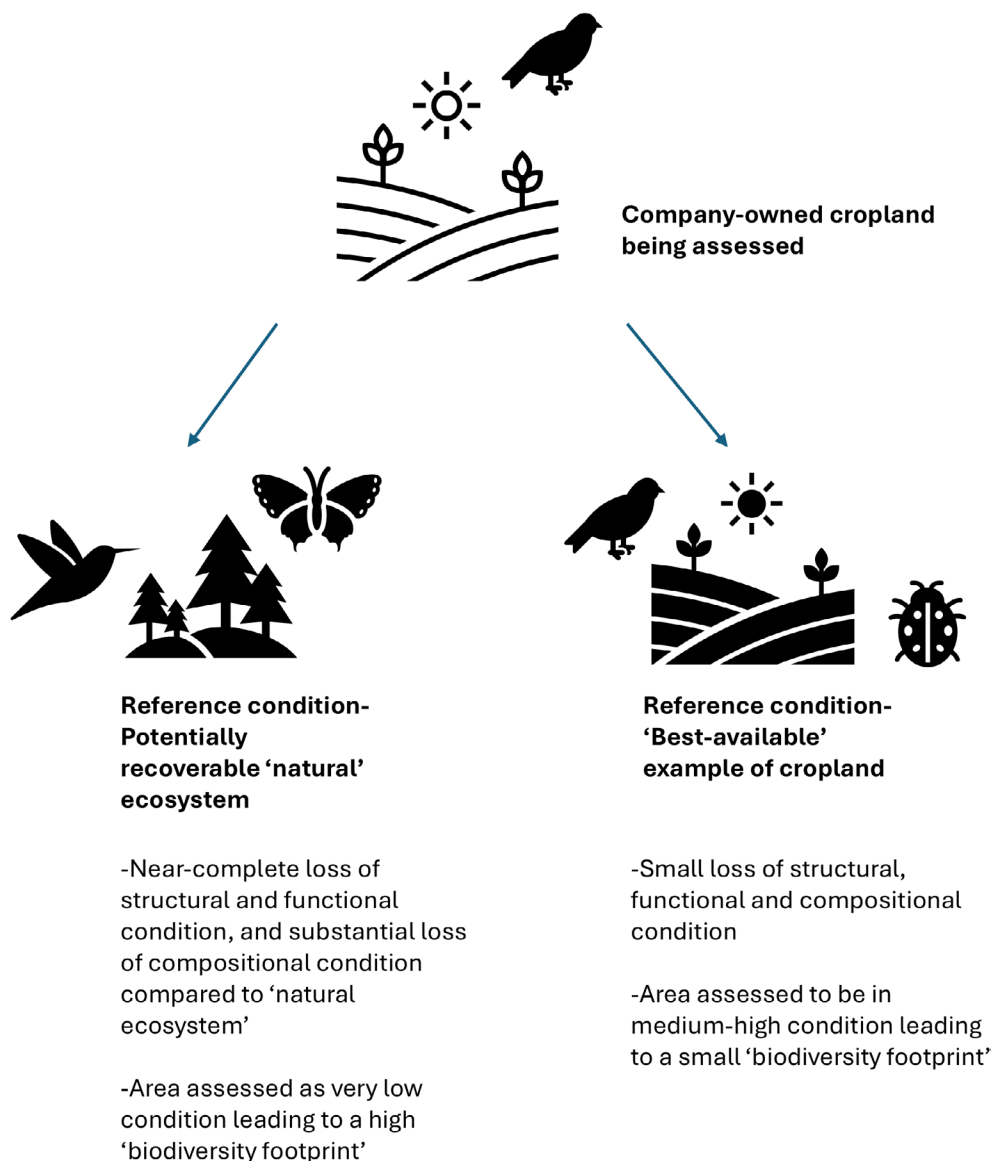 Company-owned cropland
being assessed
Reference condition-
Potentially
recoverable ‘natural’
ecosystem
-Near-complete loss of
structural and functional
condition, and substantial loss
of compositional condition
compared to ‘natural
ecosystem’
-Area assessed as very low
condition leading to a high
‘biodiversity footprint’
Reference condition-
‘Best-available’
example of cropland
-Small loss of structural,
functional and compositional
condition
-Area assessed to be in
medium-high condition leading
to a small ‘biodiversity footprint’